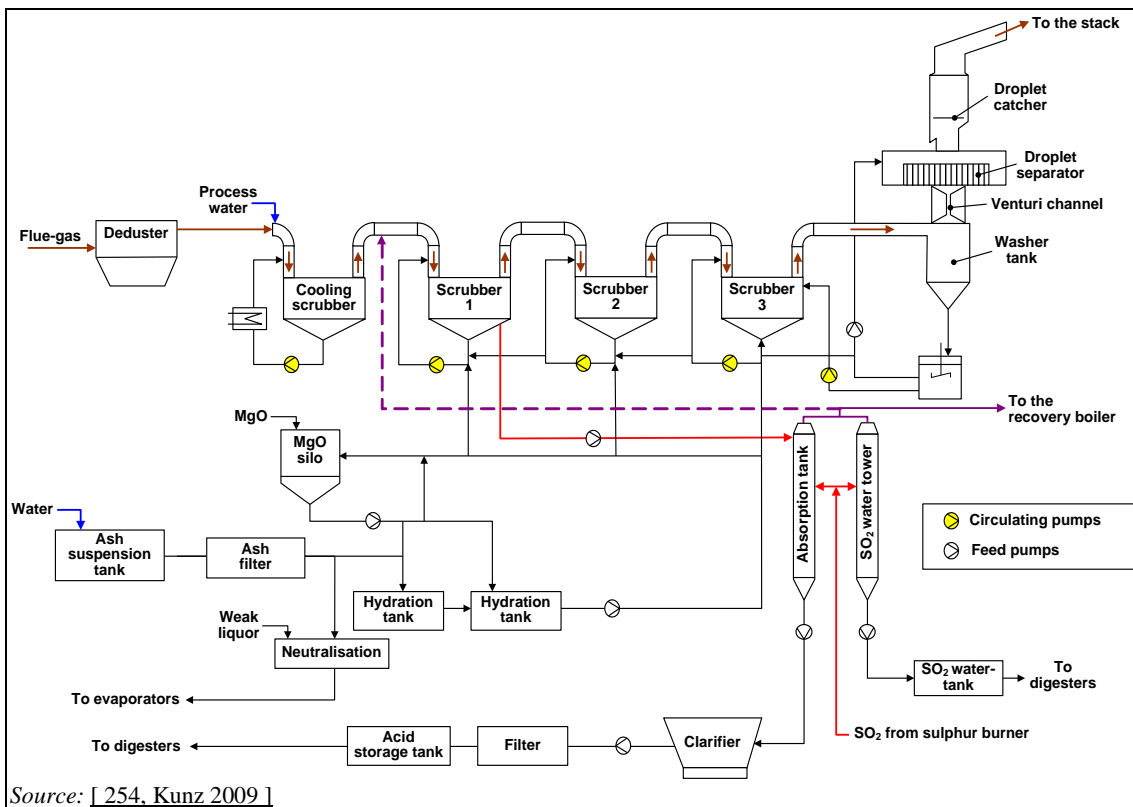 To the stack
Droplet
catcher
Droplet
separator
Venturi channel
Washer
tank
Process
water
Flue-gas
Deduster
Cooling
scrubber
Scrubber
1
Scrubber
2
Scrubber
3
To the
recovery boiler
MgO
MgO
silo
Absorption tank
SO2 water tower
Water
Ash
suspension
tank
Ash
filter
Circulating pumps
Feed pumps
Hydration
tank
Hydration
tank
Weak
liquor
Neutralisation
To evaporators
SO2 water-
tank
To
digesters
SO2 from sulphur burner
To digesters
Acid
storage tank
Filter
Clarifier
Source: [ 254, Kunz 2009 ]